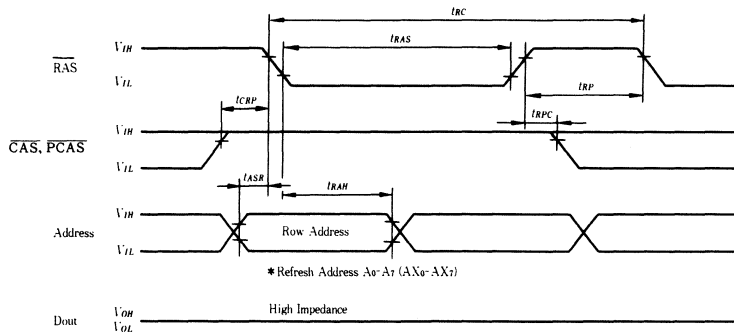 tRC
VIH
tRAS
RAS
VIL
tRP
tCRP
tRPC
VIH
CAS, PCAS
VIL
tASR
tRAH
VIH
Address
Row Address
VIL
* Refresh Address A0-A7 (AX0-AX7)
VOH
High Impedance
Dout
VOL